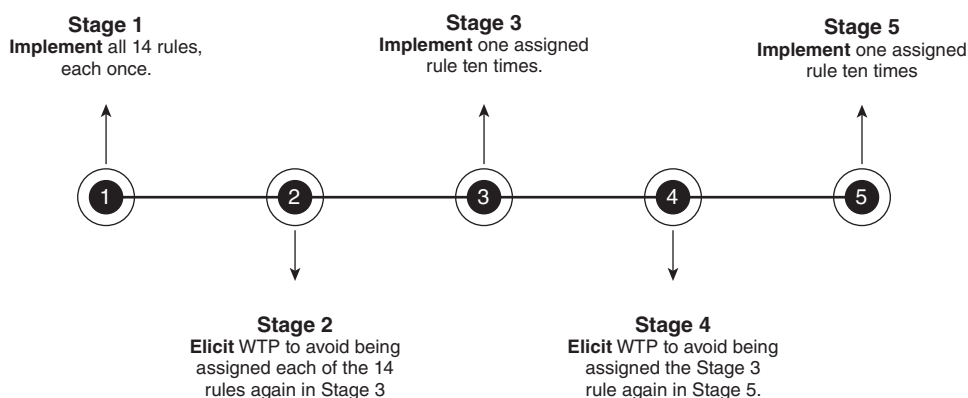 Stage 1
Implement all 14 rules,
each once.
Stage 3
Implement one assigned
rule ten times.
Stage 5
Implement one assigned
rule ten times
1
2
3
4
5
Stage 2
Elicit WTP to avoid being
assigned each of the 14
rules again in Stage 3
Stage 4
Elicit WTP to avoid being
assigned the Stage 3
rule again in Stage 5.